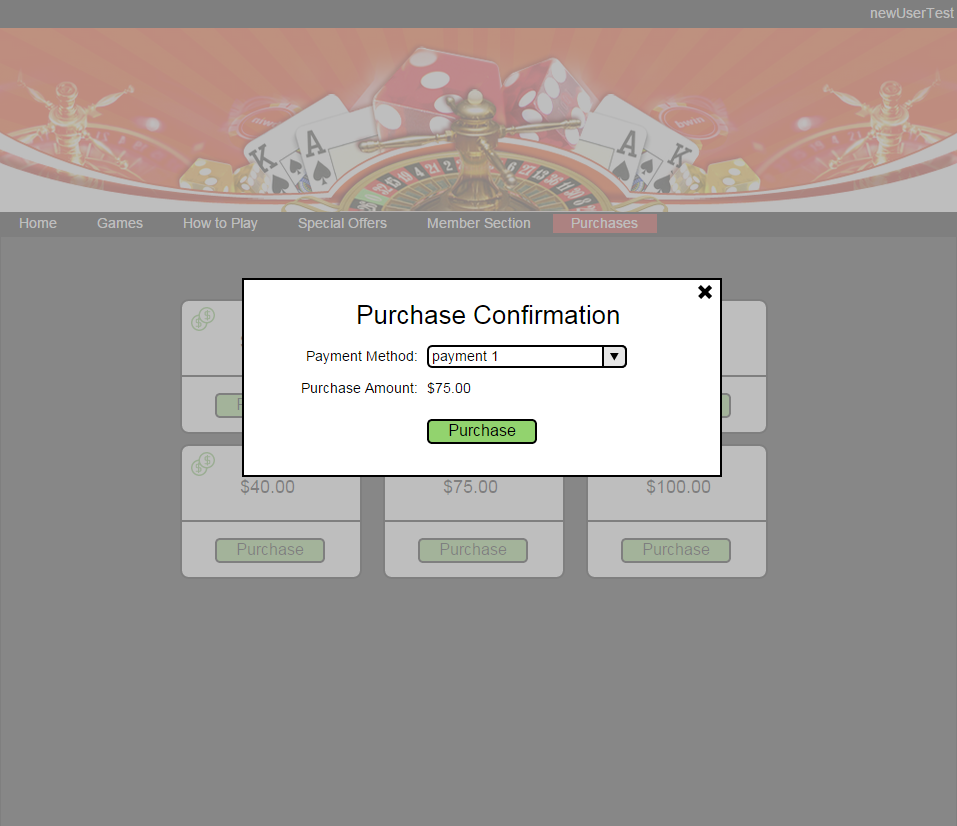 newUserTest
Home Games How to Play Special Offers Member Section Purchases
Purchase Confirmation
Payment Method: payment 1
Purchase Amount: $75.00
Purchase
$40.00 $75.00 $100.00
Purchase Purchase Purchase